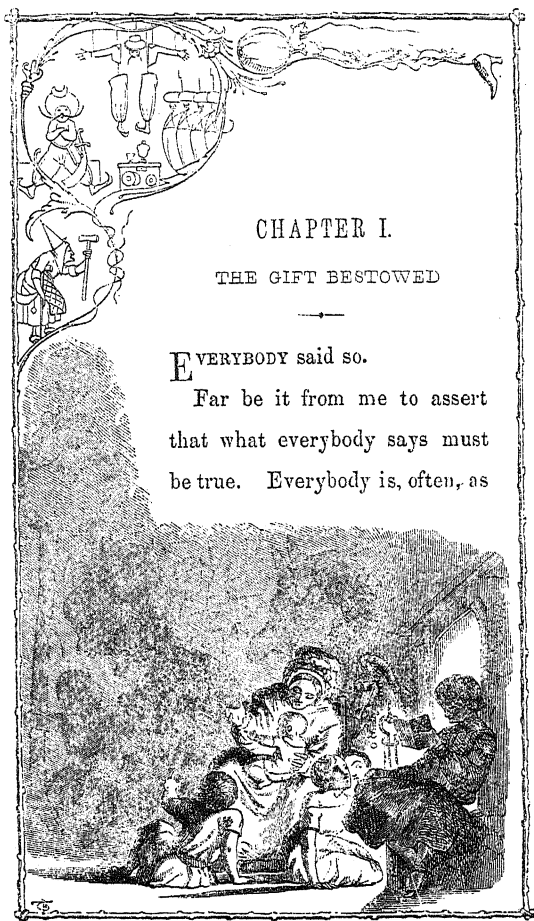 CHAPTER I.
THE GIFT BESTOWED
EVERYBODY said so.
Far be it from me to assert
that what everybody says must
be true. Everybody is, often, as